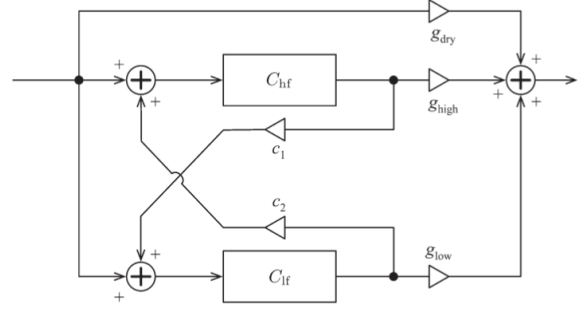 g_dry
+ +
C_hf
+ +
+ g_high +
c_1
c_2
+ g_low
C_lf
+